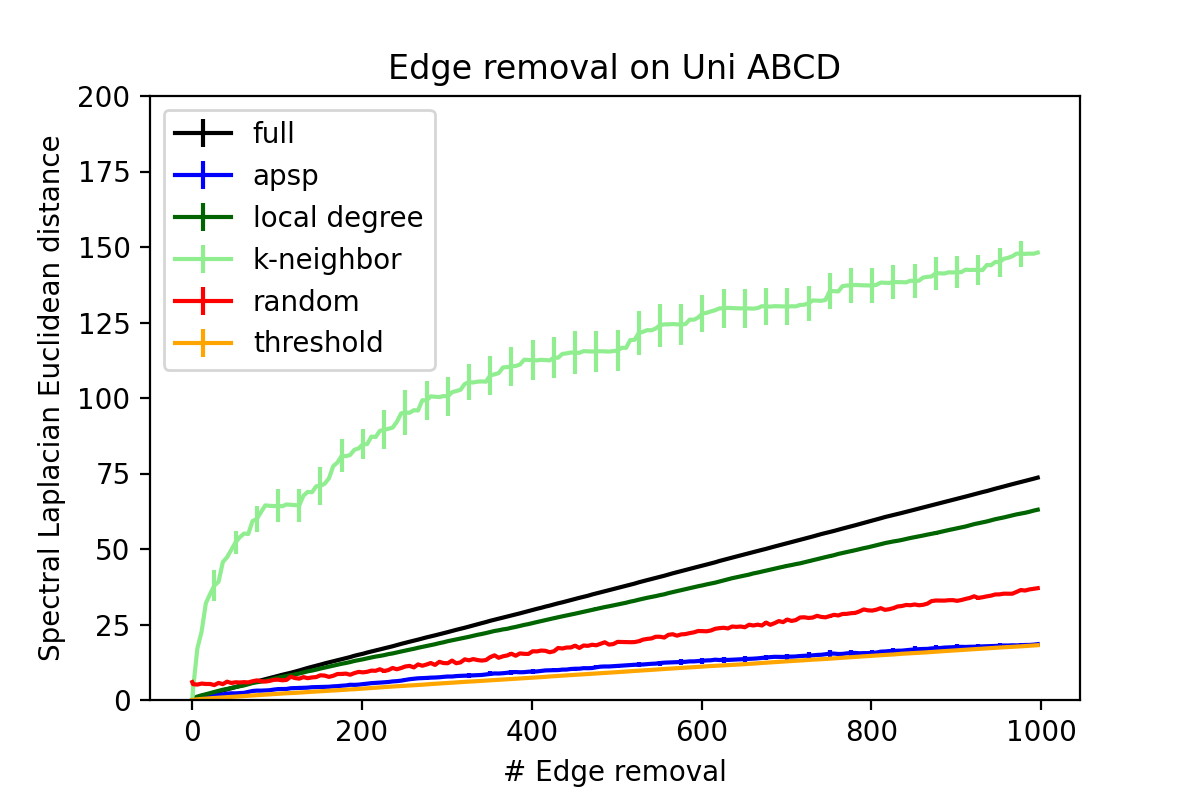 Edge removal on Uni ABCD
Spectral Laplacian Euclidean distance
200
175
150
125
100
75
50
25
0
full
apsp
local degree
k-neighbor
random
threshold
0 200 400 600 800 1000
# Edge removal